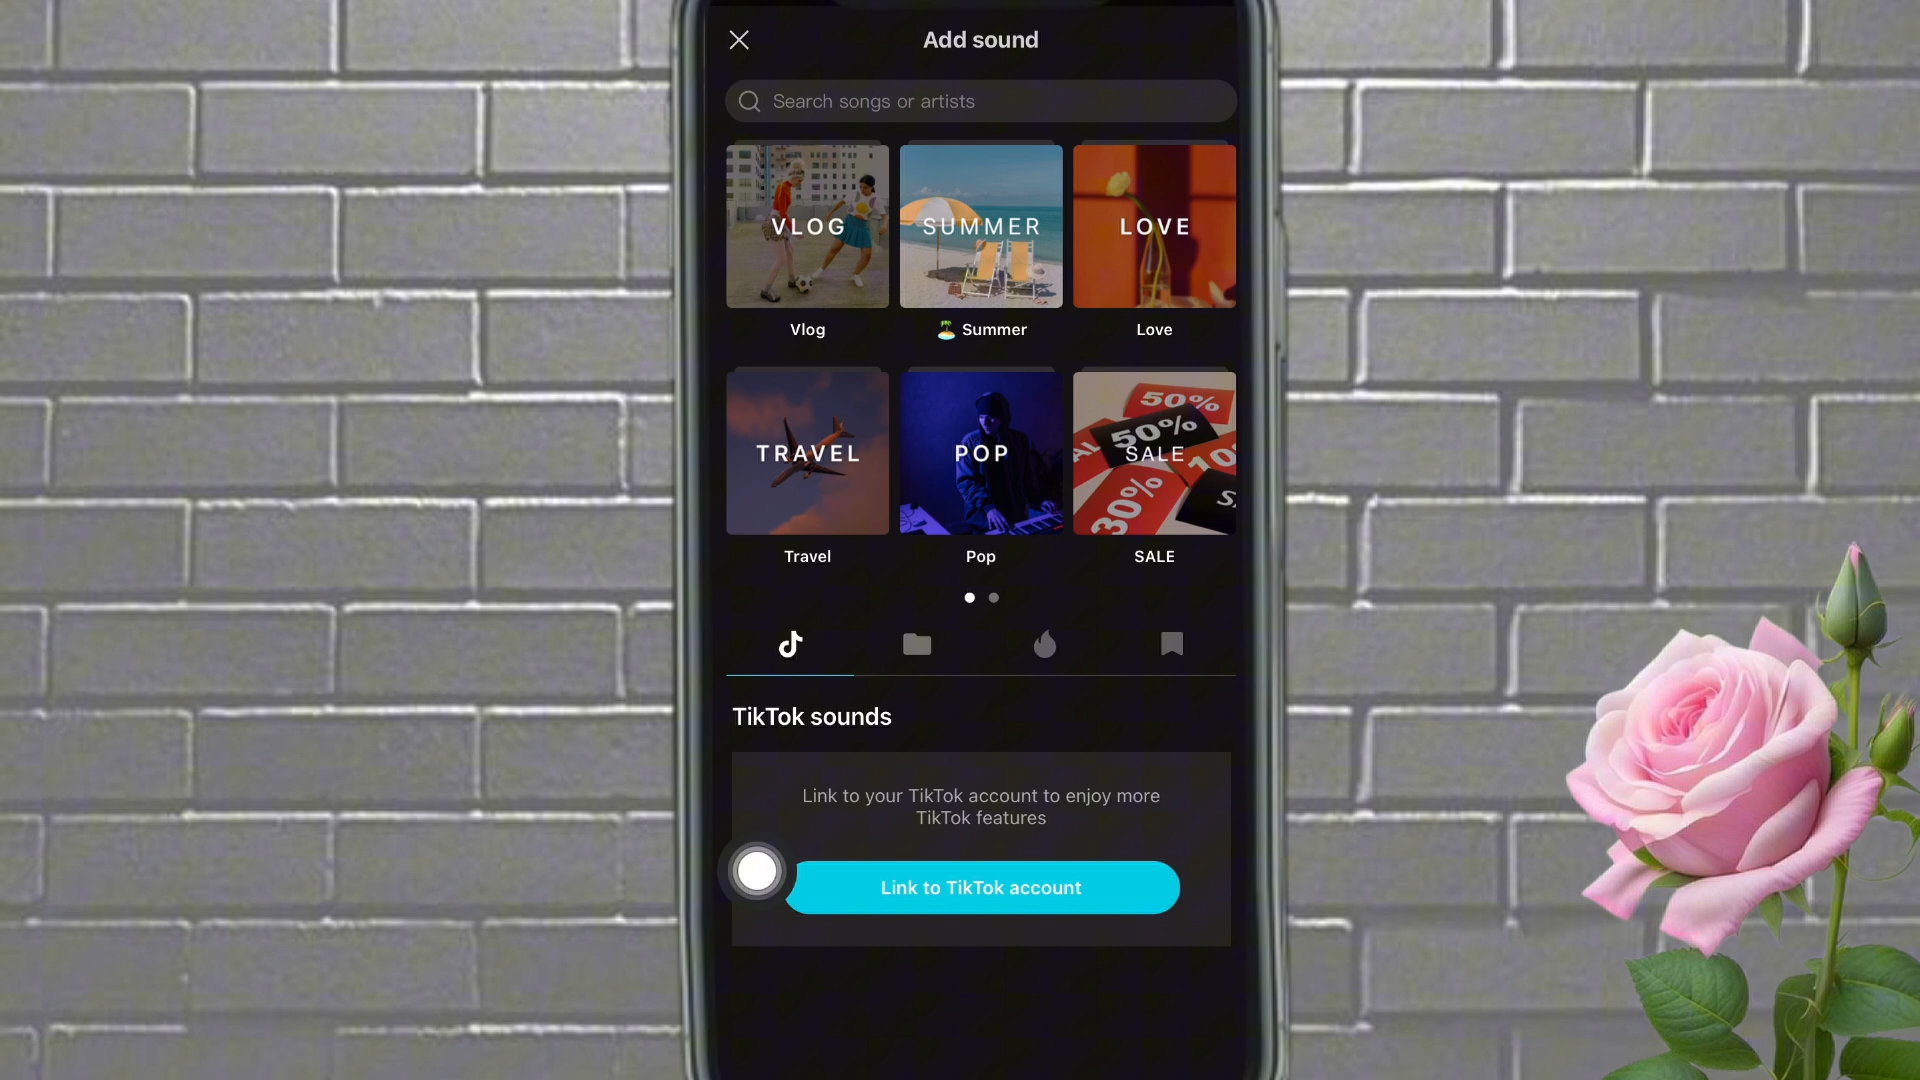 Add sound
Search songs or artists
VLOG
SUMMER
LOVE
Vlog
🏝️ Summer
Love
TRAVEL
POP
50%
50%
SALE
10
30%
S
Travel
Pop
SALE
TikTok sounds
Link to your TikTok account to enjoy more
TikTok features
Link to TikTok account